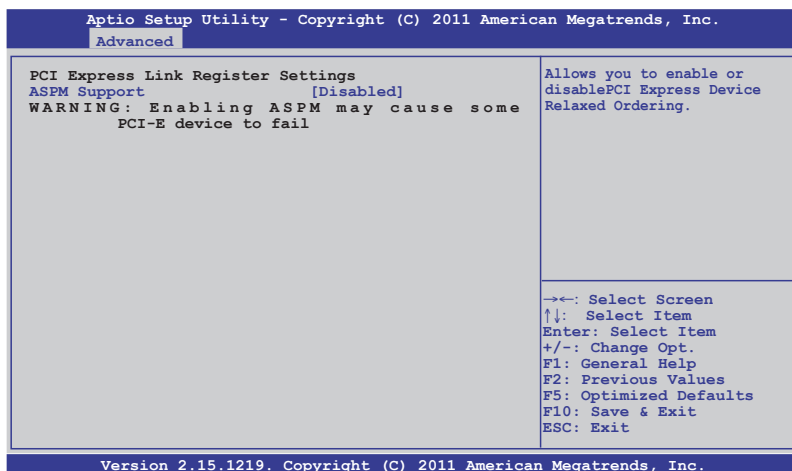 Aptio Setup Utility - Copyright (C) 2011 American Megatrends, Inc.
Advanced
PCI Express Link Register Settings
ASPM Support [Disabled]
WARNING: Enabling ASPM may cause some
PCI-E device to fail
Allows you to enable or
disablePCI Express Device
Relaxed Ordering.
→←: Select Screen
↑↓: Select Item
Enter: Select Item
+/-: Change Opt.
F1: General Help
F2: Previous Values
F5: Optimized Defaults
F10: Save & Exit
ESC: Exit
Version 2.15.1219. Copyright (C) 2011 American Megatrends, Inc.